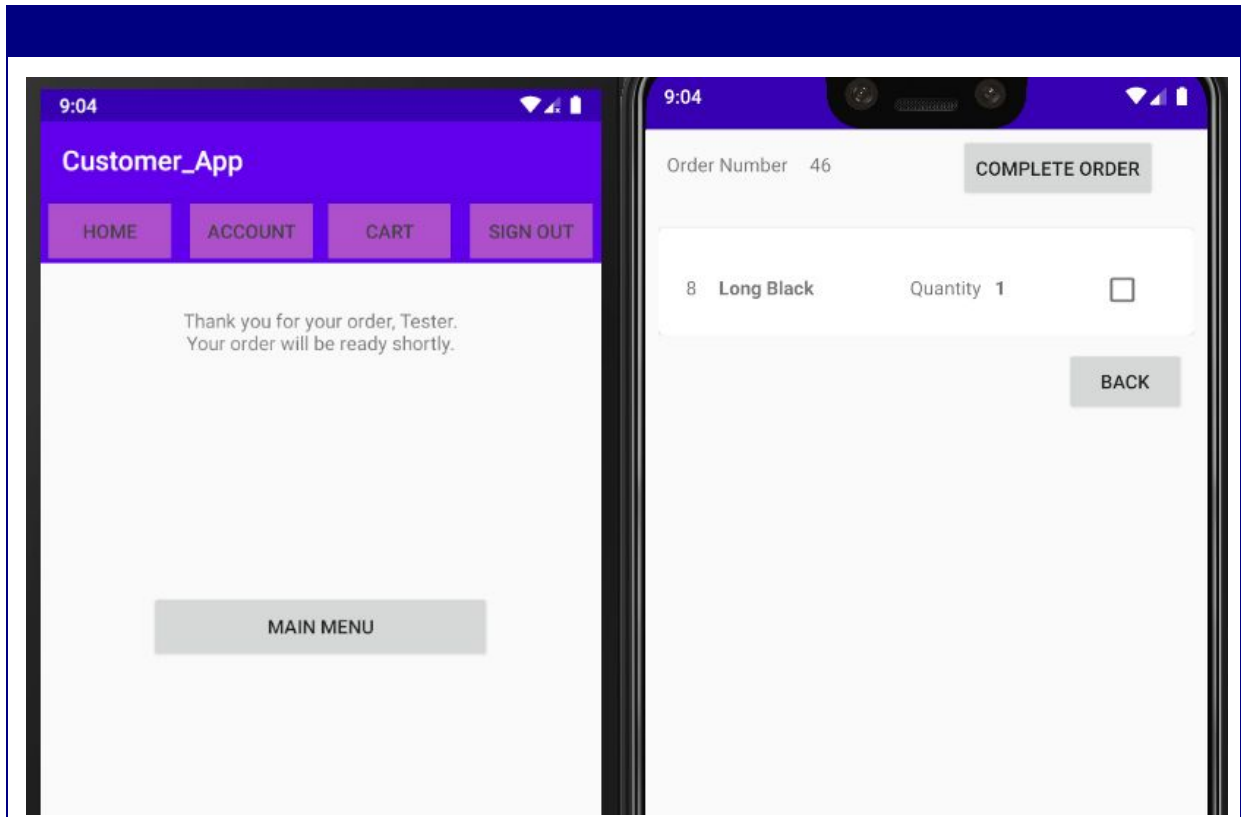 9:04
Customer_App
HOME ACCOUNT CART SIGN OUT
Thank you for your order, Tester.
Your order will be ready shortly.
MAIN MENU
9:04
Order Number 46 COMPLETE ORDER
8 Long Black Quantity 1
BACK